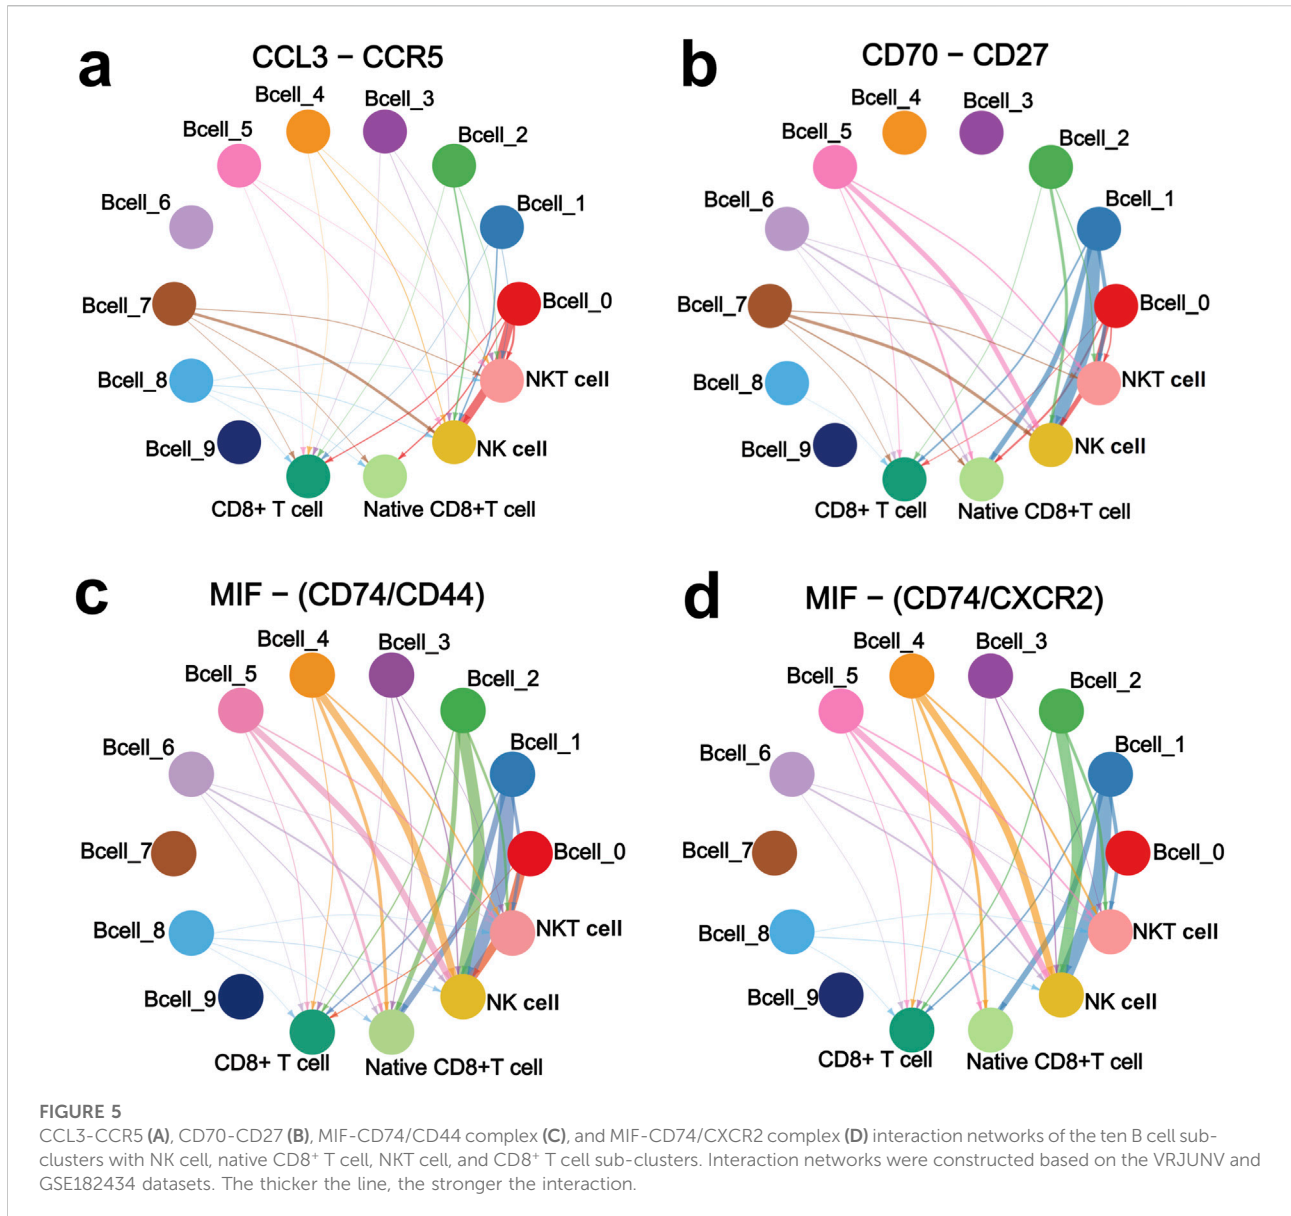 a
CCL3 – CCR5
Bcell_4
Bcell_3
Bcell_5
Bcell_2
Bcell_6
Bcell_1
Bcell_7
Bcell_0
Bcell_8
NKT cell
Bcell_9
NK cell
CD8+ T cell
Native CD8+T cell
b
CD70 – CD27
Bcell_4
Bcell_3
Bcell_5
Bcell_2
Bcell_6
Bcell_1
Bcell_7
Bcell_0
Bcell_8
NKT cell
Bcell_9
NK cell
CD8+ T cell
Native CD8+T cell
c
MIF – (CD74/CD44)
Bcell_4
Bcell_3
Bcell_5
Bcell_2
Bcell_6
Bcell_1
Bcell_7
Bcell_0
Bcell_8
NKT cell
Bcell_9
NK cell
CD8+ T cell
Native CD8+T cell
d
MIF – (CD74/CXCR2)
Bcell_4
Bcell_3
Bcell_5
Bcell_2
Bcell_6
Bcell_1
Bcell_7
Bcell_0
Bcell_8
NKT cell
Bcell_9
NK cell
CD8+ T cell
Native CD8+T cell
FIGURE 5
CCL3-CCR5 (A), CD70-CD27 (B), MIF-CD74/CD44 complex (C), and MIF-CD74/CXCR2 complex (D) interaction networks of the ten B cell sub-
clusters with NK cell, native CD8⁺ T cell, NKT cell, and CD8⁺ T cell sub-clusters. Interaction networks were constructed based on the VRJUNV and
GSE182434 datasets. The thicker the line, the stronger the interaction.